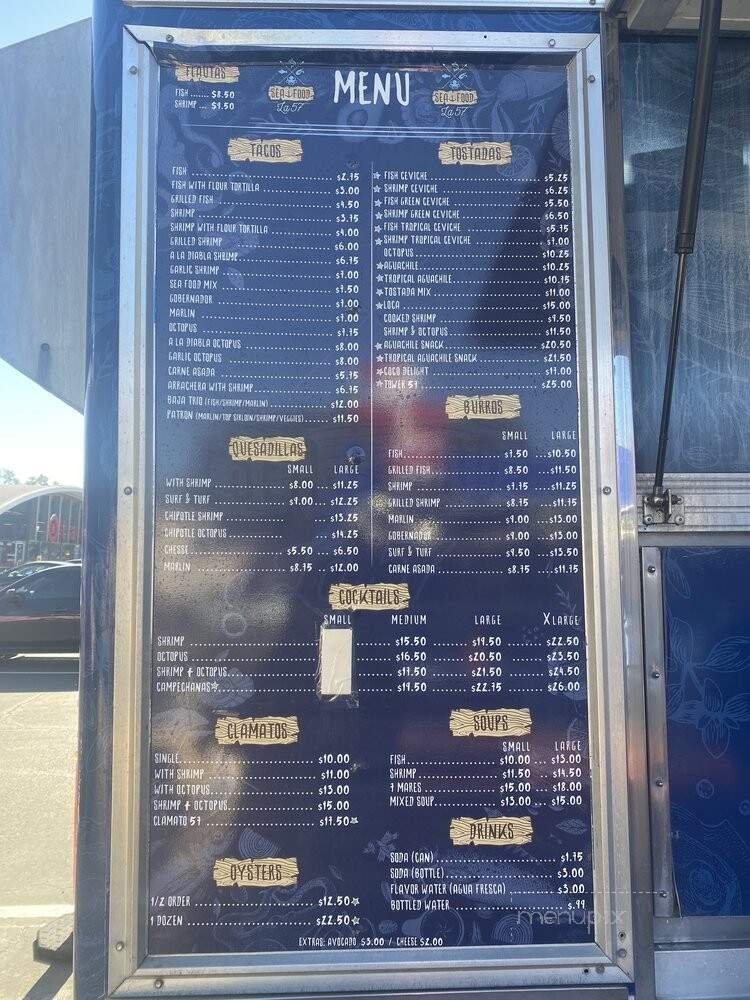 FLAUTAS
FISH ....... $8.50
SHRIMP ... $9.50
SEA FOOD
La 57
MENU
SEA FOOD
La 57
TACOS
FISH $2.75
FISH WITH FLOUR TORTILLA $3.00
GRILLED FISH $4.50
SHRIMP $3.75
SHRIMP WITH FLOUR TORTILLA $4.00
GRILLED SHRIMP $6.00
A LA DIABLA SHRIMP $6.75
GARLIC SHRIMP $7.00
SEA FOOD MIX $7.50
GOBERNADOR $7.00
MARLIN $7.00
OCTOPUS $7.75
A LA DIABLA OCTOPUS $8.00
GARLIC OCTOPUS $8.00
CARNE ASADA $5.75
ARRACHERA WITH SHRIMP $6.75
BAJA TRIO (FISH/SHRIMP/MARLIN) $12.00
PATRON (MARLIN/TOP SIRLOIN/SHRIMP/VEGGIES) $11.50
TOSTADAS
☆ FISH CEVICHE $5.25
☆ SHRIMP CEVICHE $6.25
☆ FISH GREEN CEVICHE $5.50
☆ SHRIMP GREEN CEVICHE $6.50
☆ FISH TROPICAL CEVICHE $5.75
☆ SHRIMP TROPICAL CEVICHE $7.00
OCTOPUS $10.25
☆ AGUACHILE $10.25
☆ TROPICAL AGUACHILE $10.75
☆ TOSTADA MIX $11.00
☆ LOCA $15.00
COOKED SHRIMP $9.50
SHRIMP & OCTOPUS $11.50
☆ AGUACHILE SNACK $20.50
☆ TROPICAL AGUACHILE SNACK $21.50
☆ COCO DELIGHT $17.00
☆ TOWER 57 $25.00
QUESADILLAS
SMALL LARGE
WITH SHRIMP $8.00 ... $11.25
SURF & TURF $9.00 ... $12.25
CHIPOTLE SHRIMP $13.25
CHIPOTLE OCTOPUS $14.25
CHESSE $5.50 ... $6.50
MARLIN $8.75 ... $12.00
BURROS
SMALL LARGE
FISH $7.50 ... $10.50
GRILLED FISH $8.50 ... $11.50
SHRIMP $7.75 ... $11.25
GRILLED SHRIMP $8.75 ... $11.75
MARLIN $9.00 ... $13.00
GOBERNADOR $9.00 ... $13.00
SURF & TURF $9.50 ... $13.50
CARNE ASADA $8.75 ... $11.75
COCKTAILS
SMALL MEDIUM LARGE XLARGE
SHRIMP $15.50 $19.50 $22.50
OCTOPUS $16.50 $20.50 $23.50
SHRIMP + OCTOPUS $17.50 $21.50 $24.50
CAMPECHANAS☆ $19.50 $22.75 $26.00
CLAMATOS
SINGLE $10.00
WITH SHRIMP $11.00
WITH OCTOPUS $13.00
SHRIMP + OCTOPUS $15.00
CLAMATO 57 $17.50☆
SOUPS
SMALL LARGE
FISH $10.00 ... $13.00
SHRIMP $11.50 ... $14.50
7 MARES $15.00 ... $18.00
MIXED SOUP $13.00 ... $15.00
OYSTERS
1/2 ORDER $12.50☆
1 DOZEN $22.50☆
DRINKS
SODA (CAN) $1.75
SODA (BOTTLE) $3.00
FLAVOR WATER (AGUA FRESCA) $3.00
BOTTLED WATER $.99
EXTRAS: AVOCADO $3.00 / CHEESE $2.00
menupix